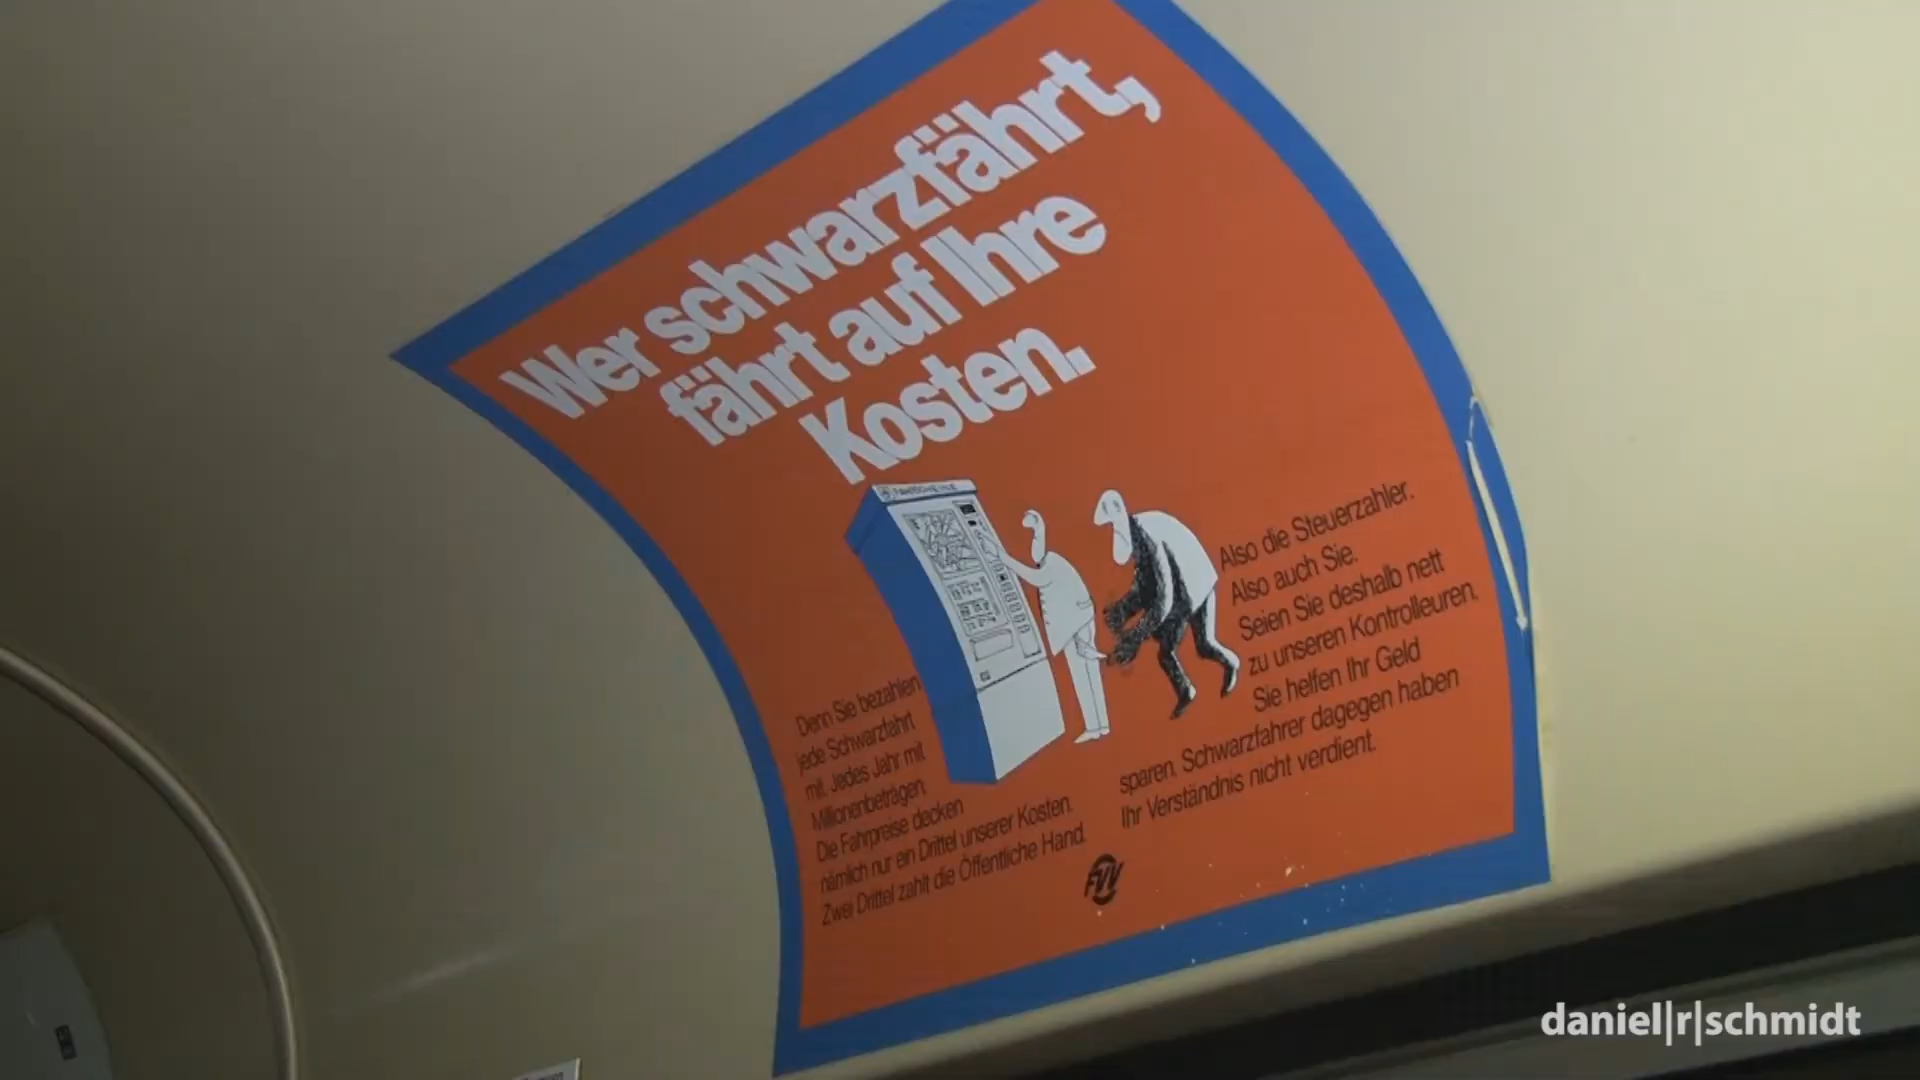 Wer schwarzfährt,
fährt auf Ihre
Kosten.
FAHRSCHEINE
Denn Sie bezahlen
jede Schwarzfahrt
mit. Jedes Jahr mit
Millionenbeträgen.
Die Fahrpreise decken
nämlich nur ein Drittel unserer Kosten.
Zwei Drittel zahlt die Öffentliche Hand.
Also die Steuerzahler.
Also auch Sie.
Seien Sie deshalb nett
zu unseren Kontrolleuren.
Sie helfen Ihr Geld
sparen. Schwarzfahrer dagegen haben
Ihr Verständnis nicht verdient.
FVV
daniel|r|schmidt